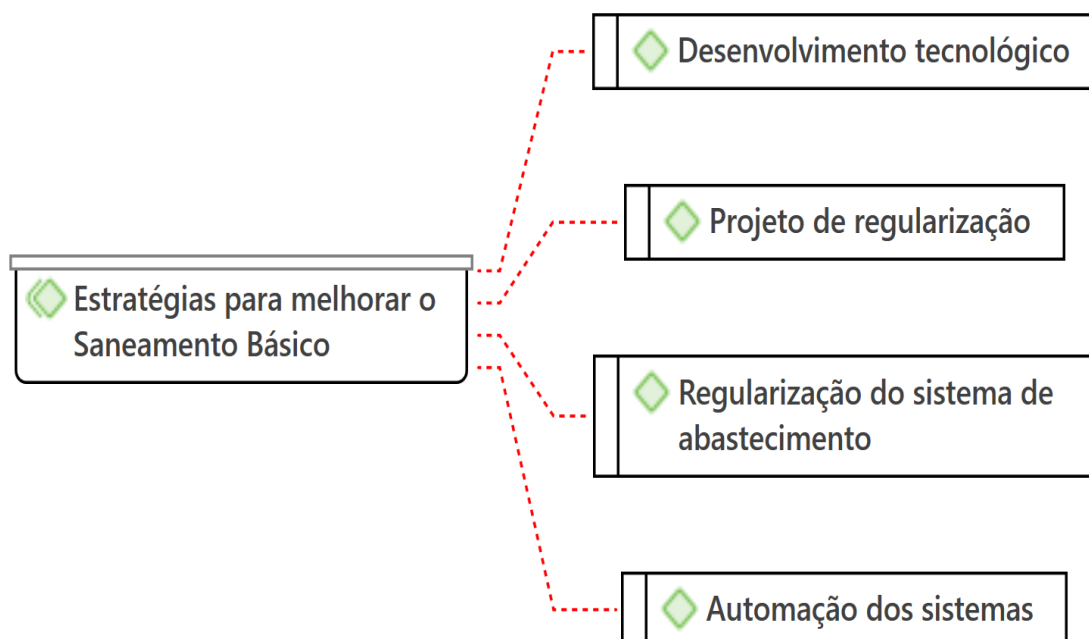 Desenvolvimento tecnológico
Projeto de regularização
Estratégias para melhorar o
Saneamento Básico
Regularização do sistema de
abastecimento
Automação dos sistemas